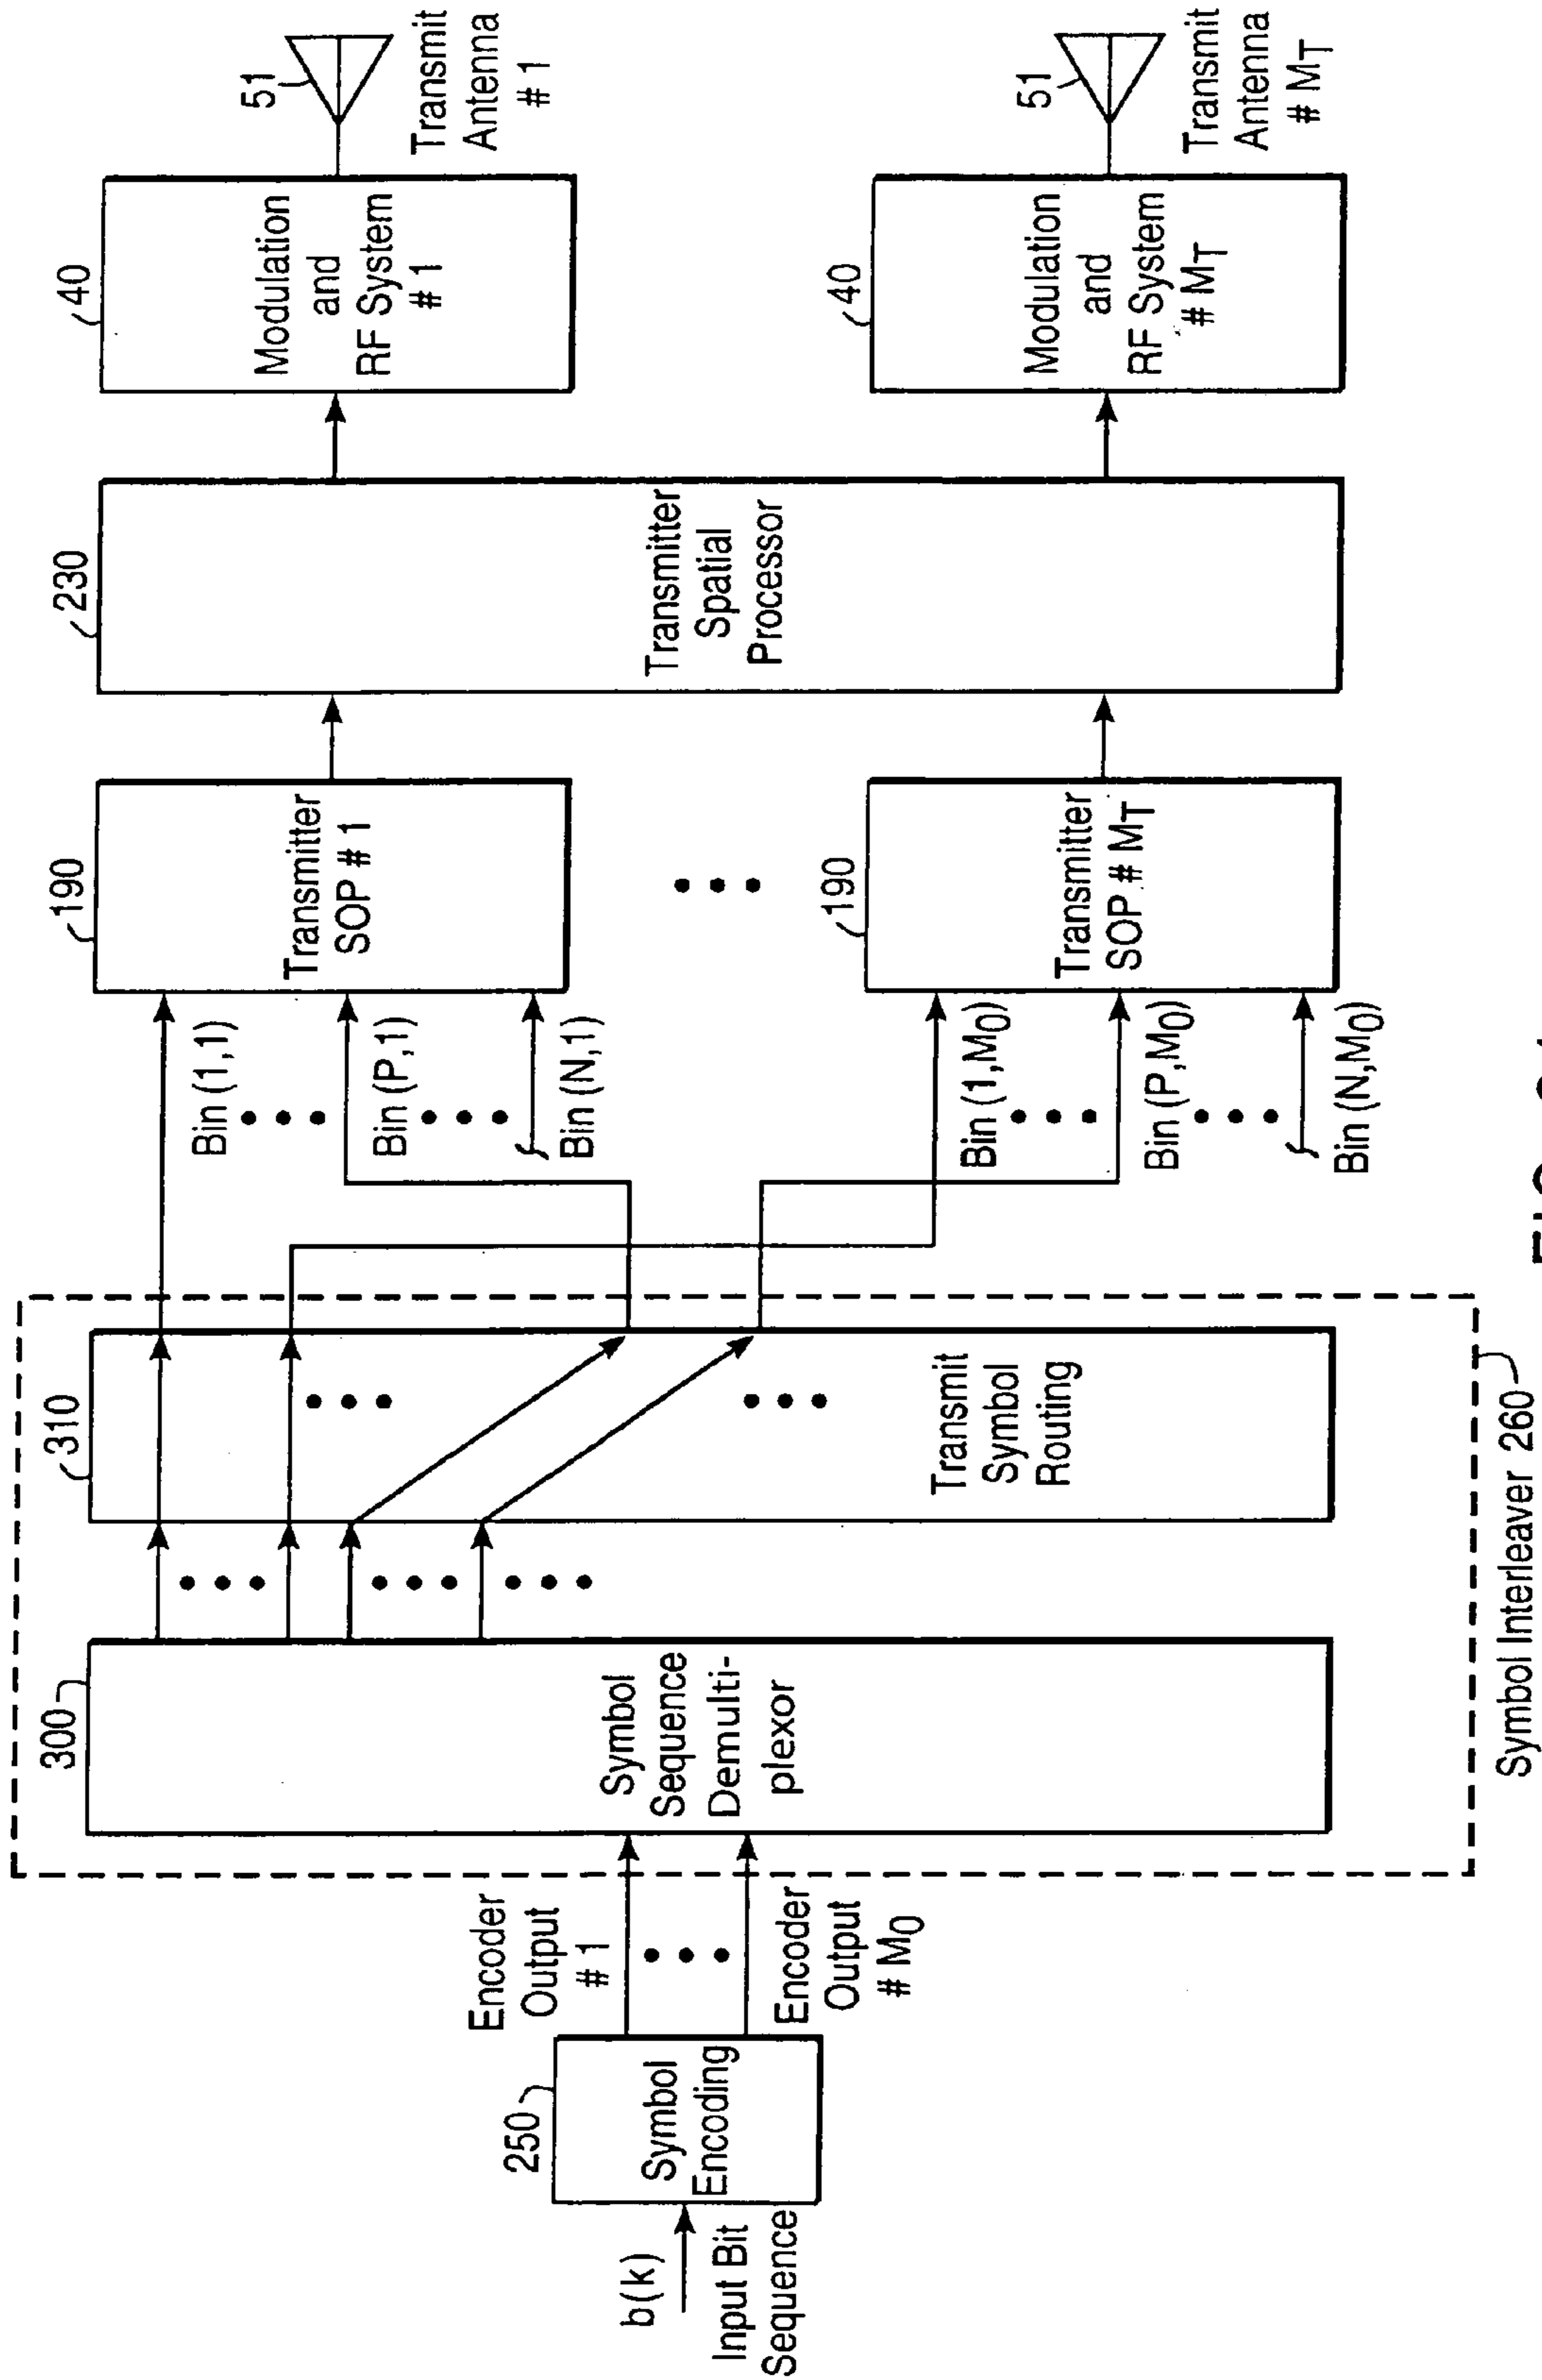 b(k)
Input Bit
Sequence
250
Symbol
Encoding
Encoder
Output
# 1
Encoder
Output
# M0
300
Symbol
Sequence
Demulti-
plexor
310
Transmit
Symbol
Routing
Symbol Interleaver 260
Bin (1,1)
Bin (P,1)
Bin (N,1)
Bin (1,M0)
Bin (P,M0)
Bin (N,M0)
190
Transmitter
SOP # 1
190
Transmitter
SOP # MT
230
Transmitter
Spatial
Processor
40
Modulation
and
RF System
# 1
40
Modulation
and
RF System
# MT
51
Transmit
Antenna
# 1
51
Transmit
Antenna
# MT